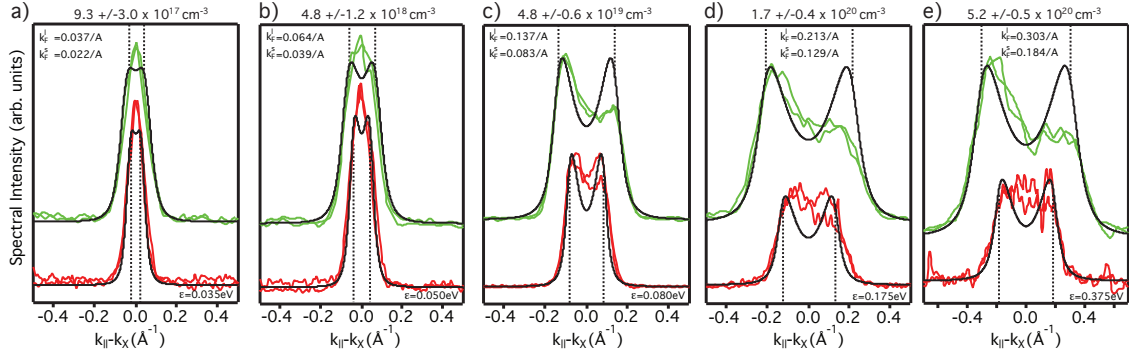 a) 9.3 +/-3.0 x 10^17 cm^-3
k_F^l =0.037/A
k_F^s =0.022/A
ε=0.035eV
b) 4.8 +/-1.2 x 10^18 cm^-3
k_F^l =0.064/A
k_F^s =0.039/A
ε=0.050eV
c) 4.8 +/-0.6 x 10^19 cm^-3
k_F^l =0.137/A
k_F^s =0.083/A
ε=0.080eV
d) 1.7 +/-0.4 x 10^20 cm^-3
k_F^l =0.213/A
k_F^s =0.129/A
ε=0.175eV
e) 5.2 +/-0.5 x 10^20 cm^-3
k_F^l =0.303/A
k_F^s =0.184/A
ε=0.375eV
Spectral Intensity (arb. units)
-0.4 -0.2 0.0 0.2 0.4
-0.4 -0.2 0.0 0.2 0.4
-0.4 -0.2 0.0 0.2 0.4
-0.4 -0.2 0.0 0.2 0.4
-0.4 0.0 0.4
k_||-k_X (Å^-1)
k_||-k_X (Å^-1)
k_||-k_X (Å^-1)
k_||-k_X (Å^-1)
k_||-k_X (Å^-1)